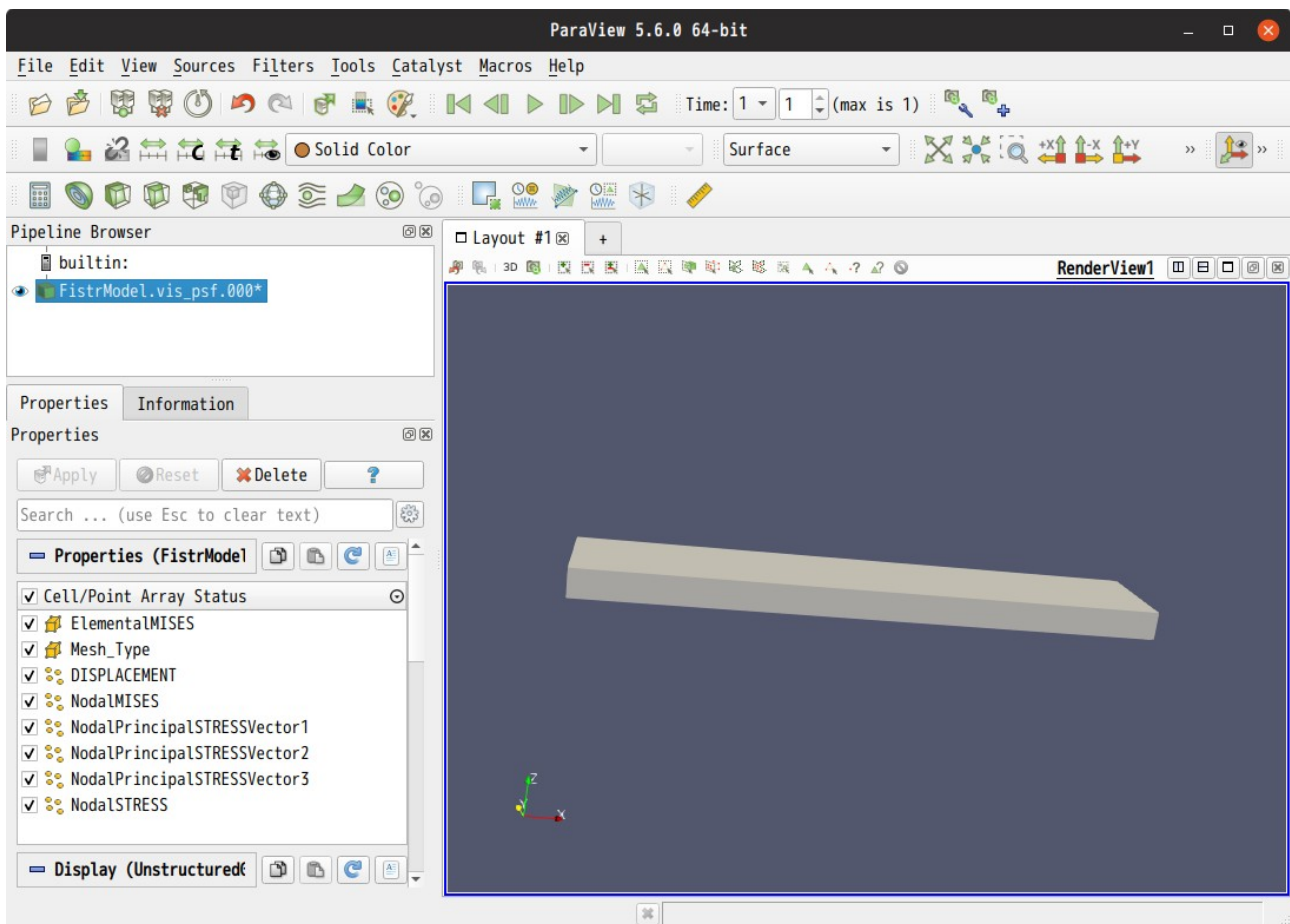 ParaView 5.6.0 64-bit
File Edit View Sources Filters Tools Catalyst Macros Help
Time: 1 1 (max is 1)
Solid Color Surface +X -X +Y »  »
Pipeline Browser
Layout #1 +
builtin:
3D RenderView1
FistrModel.vis_psf.000*
Properties Information
Properties
Apply Reset Delete ?
Search ... (use Esc to clear text)
Properties (FistrModel
Cell/Point Array Status
ElementalMISES
Mesh_Type
DISPLACEMENT
NodalMISES
NodalPrincipalSTRESSVector1
NodalPrincipalSTRESSVector2
NodalPrincipalSTRESSVector3
NodalSTRESS
Z
Y X
Display (Unstructured